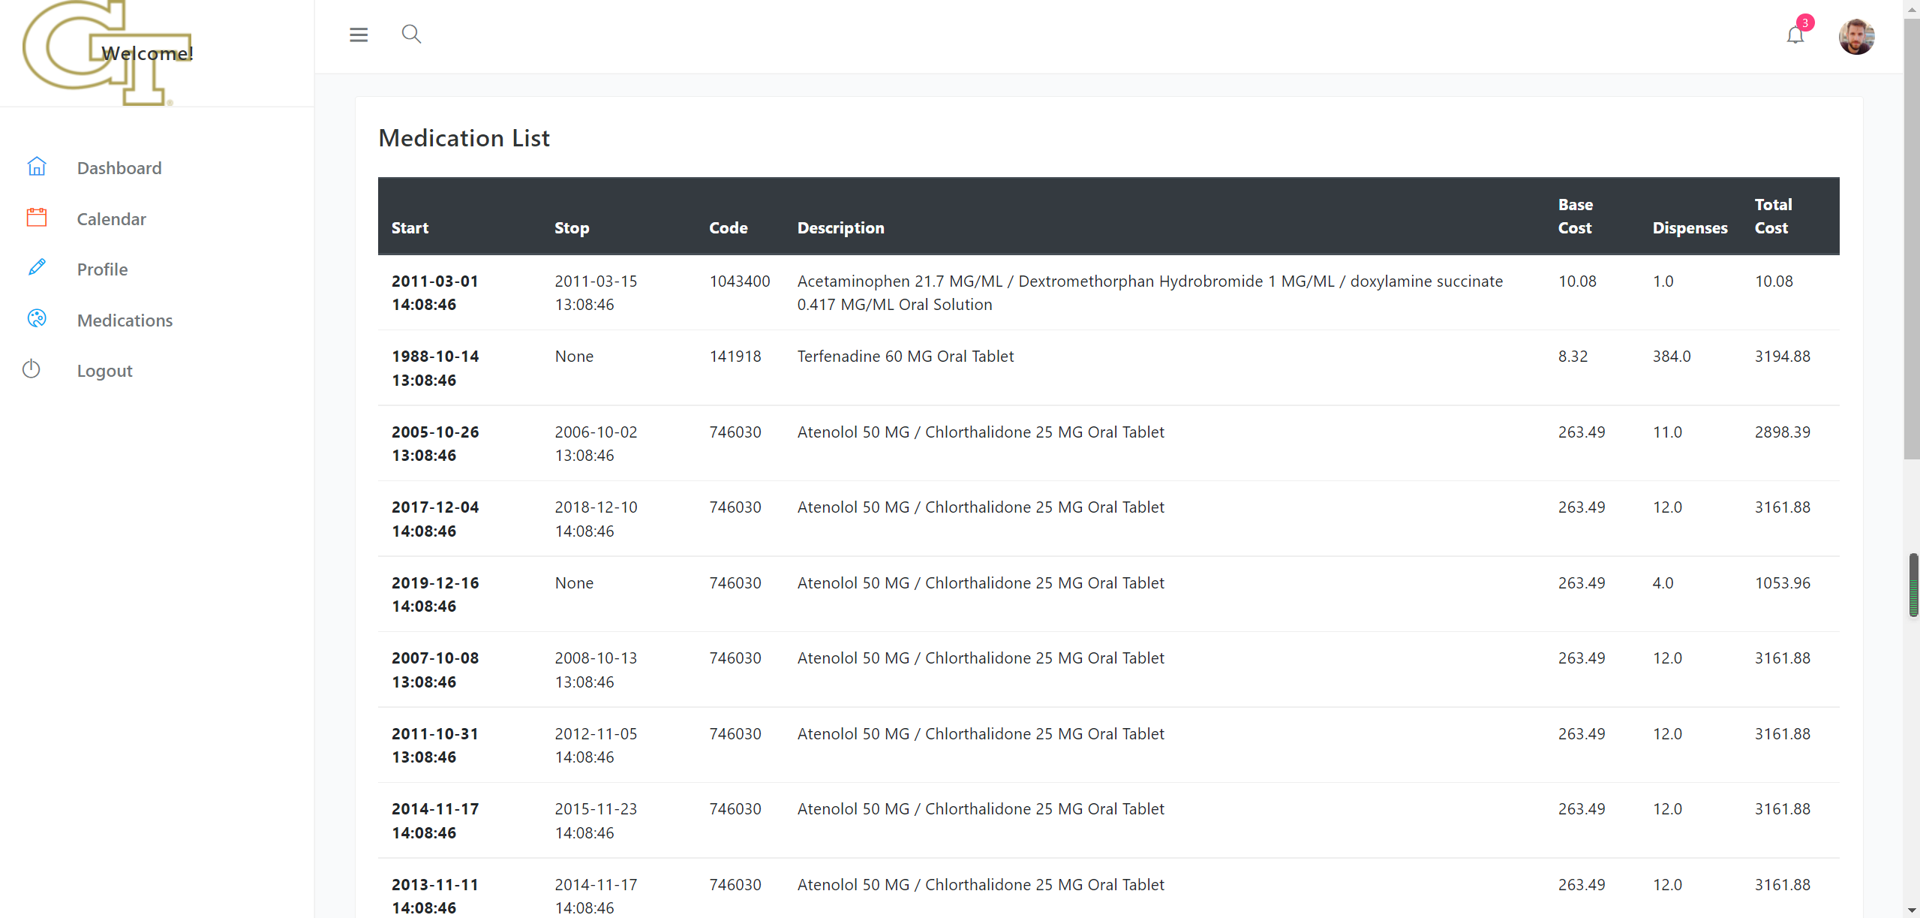 Welcome!
3
Dashboard
Calendar
Profile
Medications
Logout
Medication List
Start Stop Code Description Base Cost Dispenses Total Cost
2011-03-01 14:08:46 2011-03-15 13:08:46 1043400 Acetaminophen 21.7 MG/ML / Dextromethorphan Hydrobromide 1 MG/ML / doxylamine succinate 0.417 MG/ML Oral Solution 10.08 1.0 10.08
1988-10-14 13:08:46 None 141918 Terfenadine 60 MG Oral Tablet 8.32 384.0 3194.88
2005-10-26 13:08:46 2006-10-02 13:08:46 746030 Atenolol 50 MG / Chlorthalidone 25 MG Oral Tablet 263.49 11.0 2898.39
2017-12-04 14:08:46 2018-12-10 14:08:46 746030 Atenolol 50 MG / Chlorthalidone 25 MG Oral Tablet 263.49 12.0 3161.88
2019-12-16 14:08:46 None 746030 Atenolol 50 MG / Chlorthalidone 25 MG Oral Tablet 263.49 4.0 1053.96
2007-10-08 13:08:46 2008-10-13 13:08:46 746030 Atenolol 50 MG / Chlorthalidone 25 MG Oral Tablet 263.49 12.0 3161.88
2011-10-31 13:08:46 2012-11-05 14:08:46 746030 Atenolol 50 MG / Chlorthalidone 25 MG Oral Tablet 263.49 12.0 3161.88
2014-11-17 14:08:46 2015-11-23 14:08:46 746030 Atenolol 50 MG / Chlorthalidone 25 MG Oral Tablet 263.49 12.0 3161.88
2013-11-11 14:08:46 2014-11-17 14:08:46 746030 Atenolol 50 MG / Chlorthalidone 25 MG Oral Tablet 263.49 12.0 3161.88